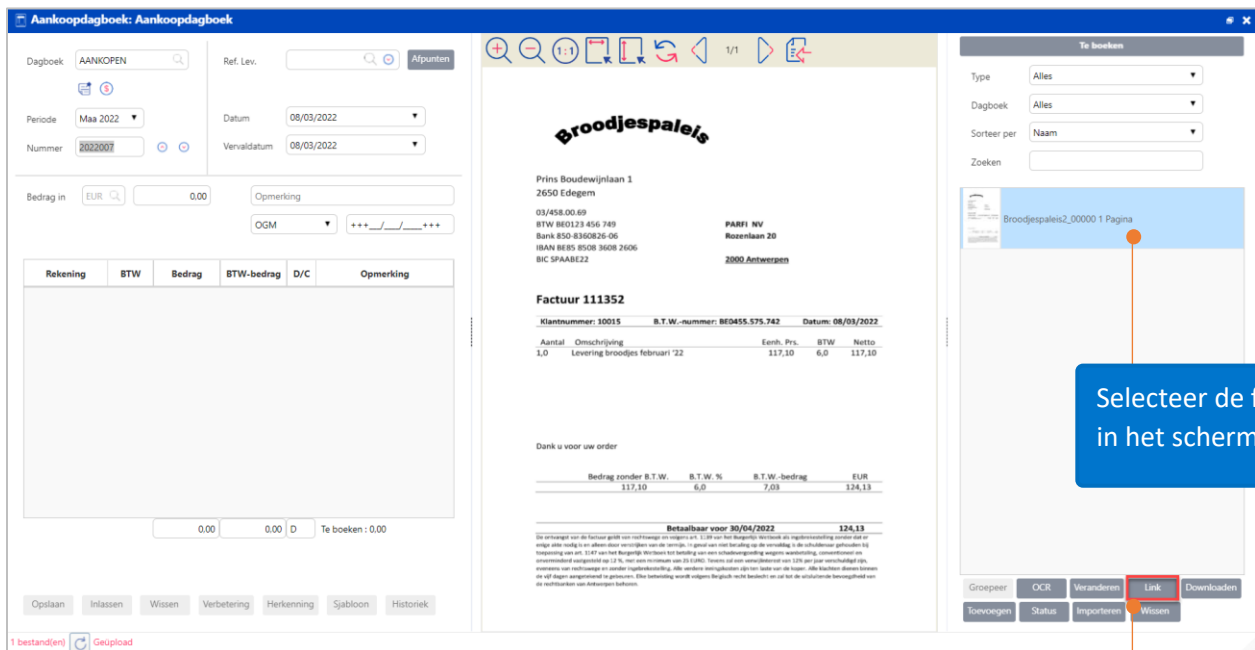 Aankoopdagboek: Aankoopdagboek
Dagboek AANKOPEN Ref. Lev. Afpunten
Periode Maa 2022 Datum 08/03/2022
Nummer 2022007 Vervaldatum 08/03/2022
Bedrag in EUR 0.00 Opmerking
OGM +++__/___/____+++
Rekening BTW Bedrag BTW-bedrag D/C Opmerking
0.00 0.00 D Te boeken : 0.00
Opslaan Inlassen Wissen Verbetering Herkenning Sjabloon Historiek
1 bestand(en) Geüpload
1:1 1/1
Broodjespaleis
Prins Boudewijnlaan 1
2650 Edegem
03/458.00.69
BTW BE0123 456 749 PARFI NV
Bank 850-8360826-06 Rozenlaan 20
IBAN BE85 8508 3608 2606
BIC SPAABE22 2000 Antwerpen
Factuur 111352
Klantnummer: 10015 B.T.W.-nummer: BE0455.575.742 Datum: 08/03/2022
Aantal Omschrijving Eenh. Prs. BTW Netto
1,0 Levering broodjes februari '22 117,10 6,0 117,10
Dank u voor uw order
Bedrag zonder B.T.W. B.T.W. % B.T.W.-bedrag EUR
117,10 6,0 7,03 124,13
Betaalbaar voor 30/04/2022 124,13
Te boeken
Type Alles
Dagboek Alles
Sorteer per Naam
Zoeken
Broodjespaleis2_00000 1 Pagina
Selecteer de f
in het scherm
Groepeer OCR Veranderen Link Downloaden
Toevoegen Status Importeren Wissen